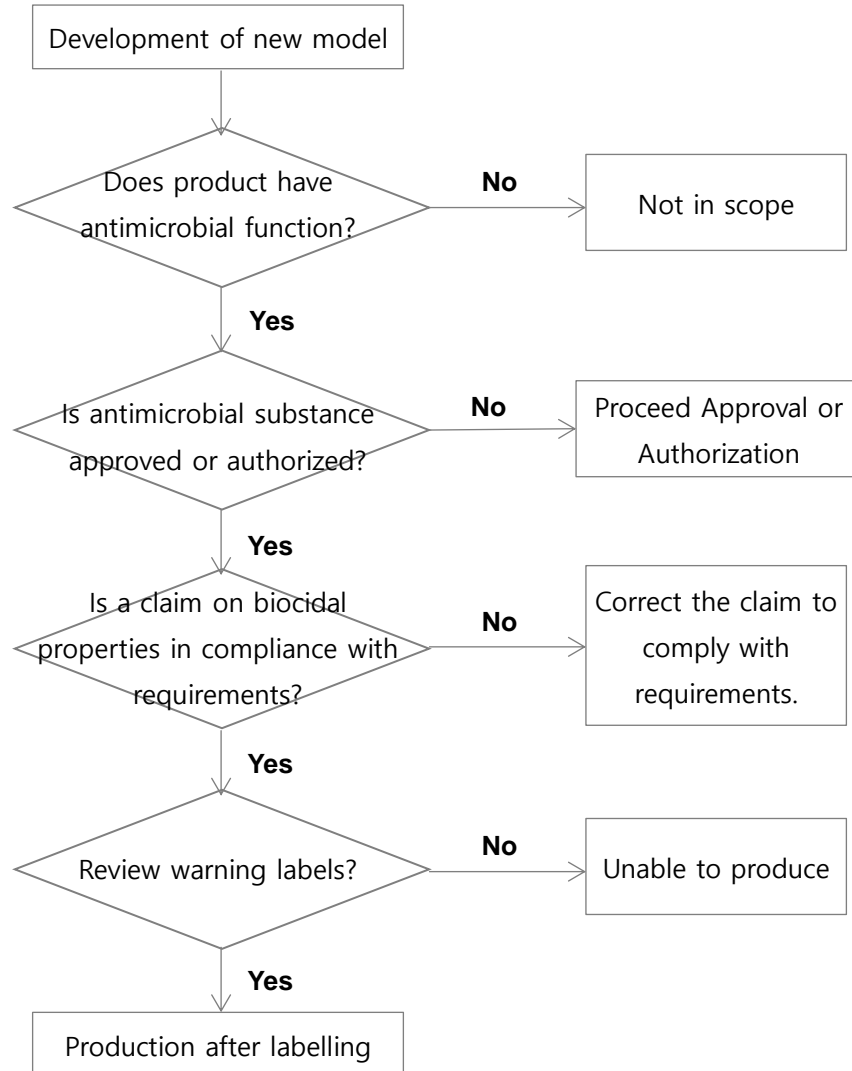 Development of new model
Does product have
antimicrobial function?
No
Not in scope
Yes
Is antimicrobial substance
approved or authorized?
No
Proceed Approval or
Authorization
Yes
Is a claim on biocidal
properties in compliance with
requirements?
No
Correct the claim to
comply with
requirements.
Yes
Review warning labels?
No
Unable to produce
Yes
Production after labelling